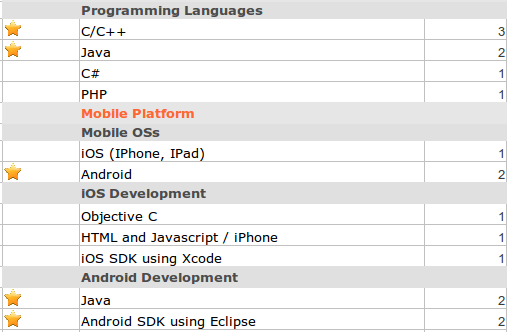 Programming Languages
C/C++ 3
Java 2
C# 1
PHP 1
Mobile Platform
Mobile OSs
iOS (IPhone, IPad) 1
Android 2
iOS Development
Objective C 1
HTML and Javascript / iPhone 1
iOS SDK using Xcode 1
Android Development
Java 2
Android SDK using Eclipse 2